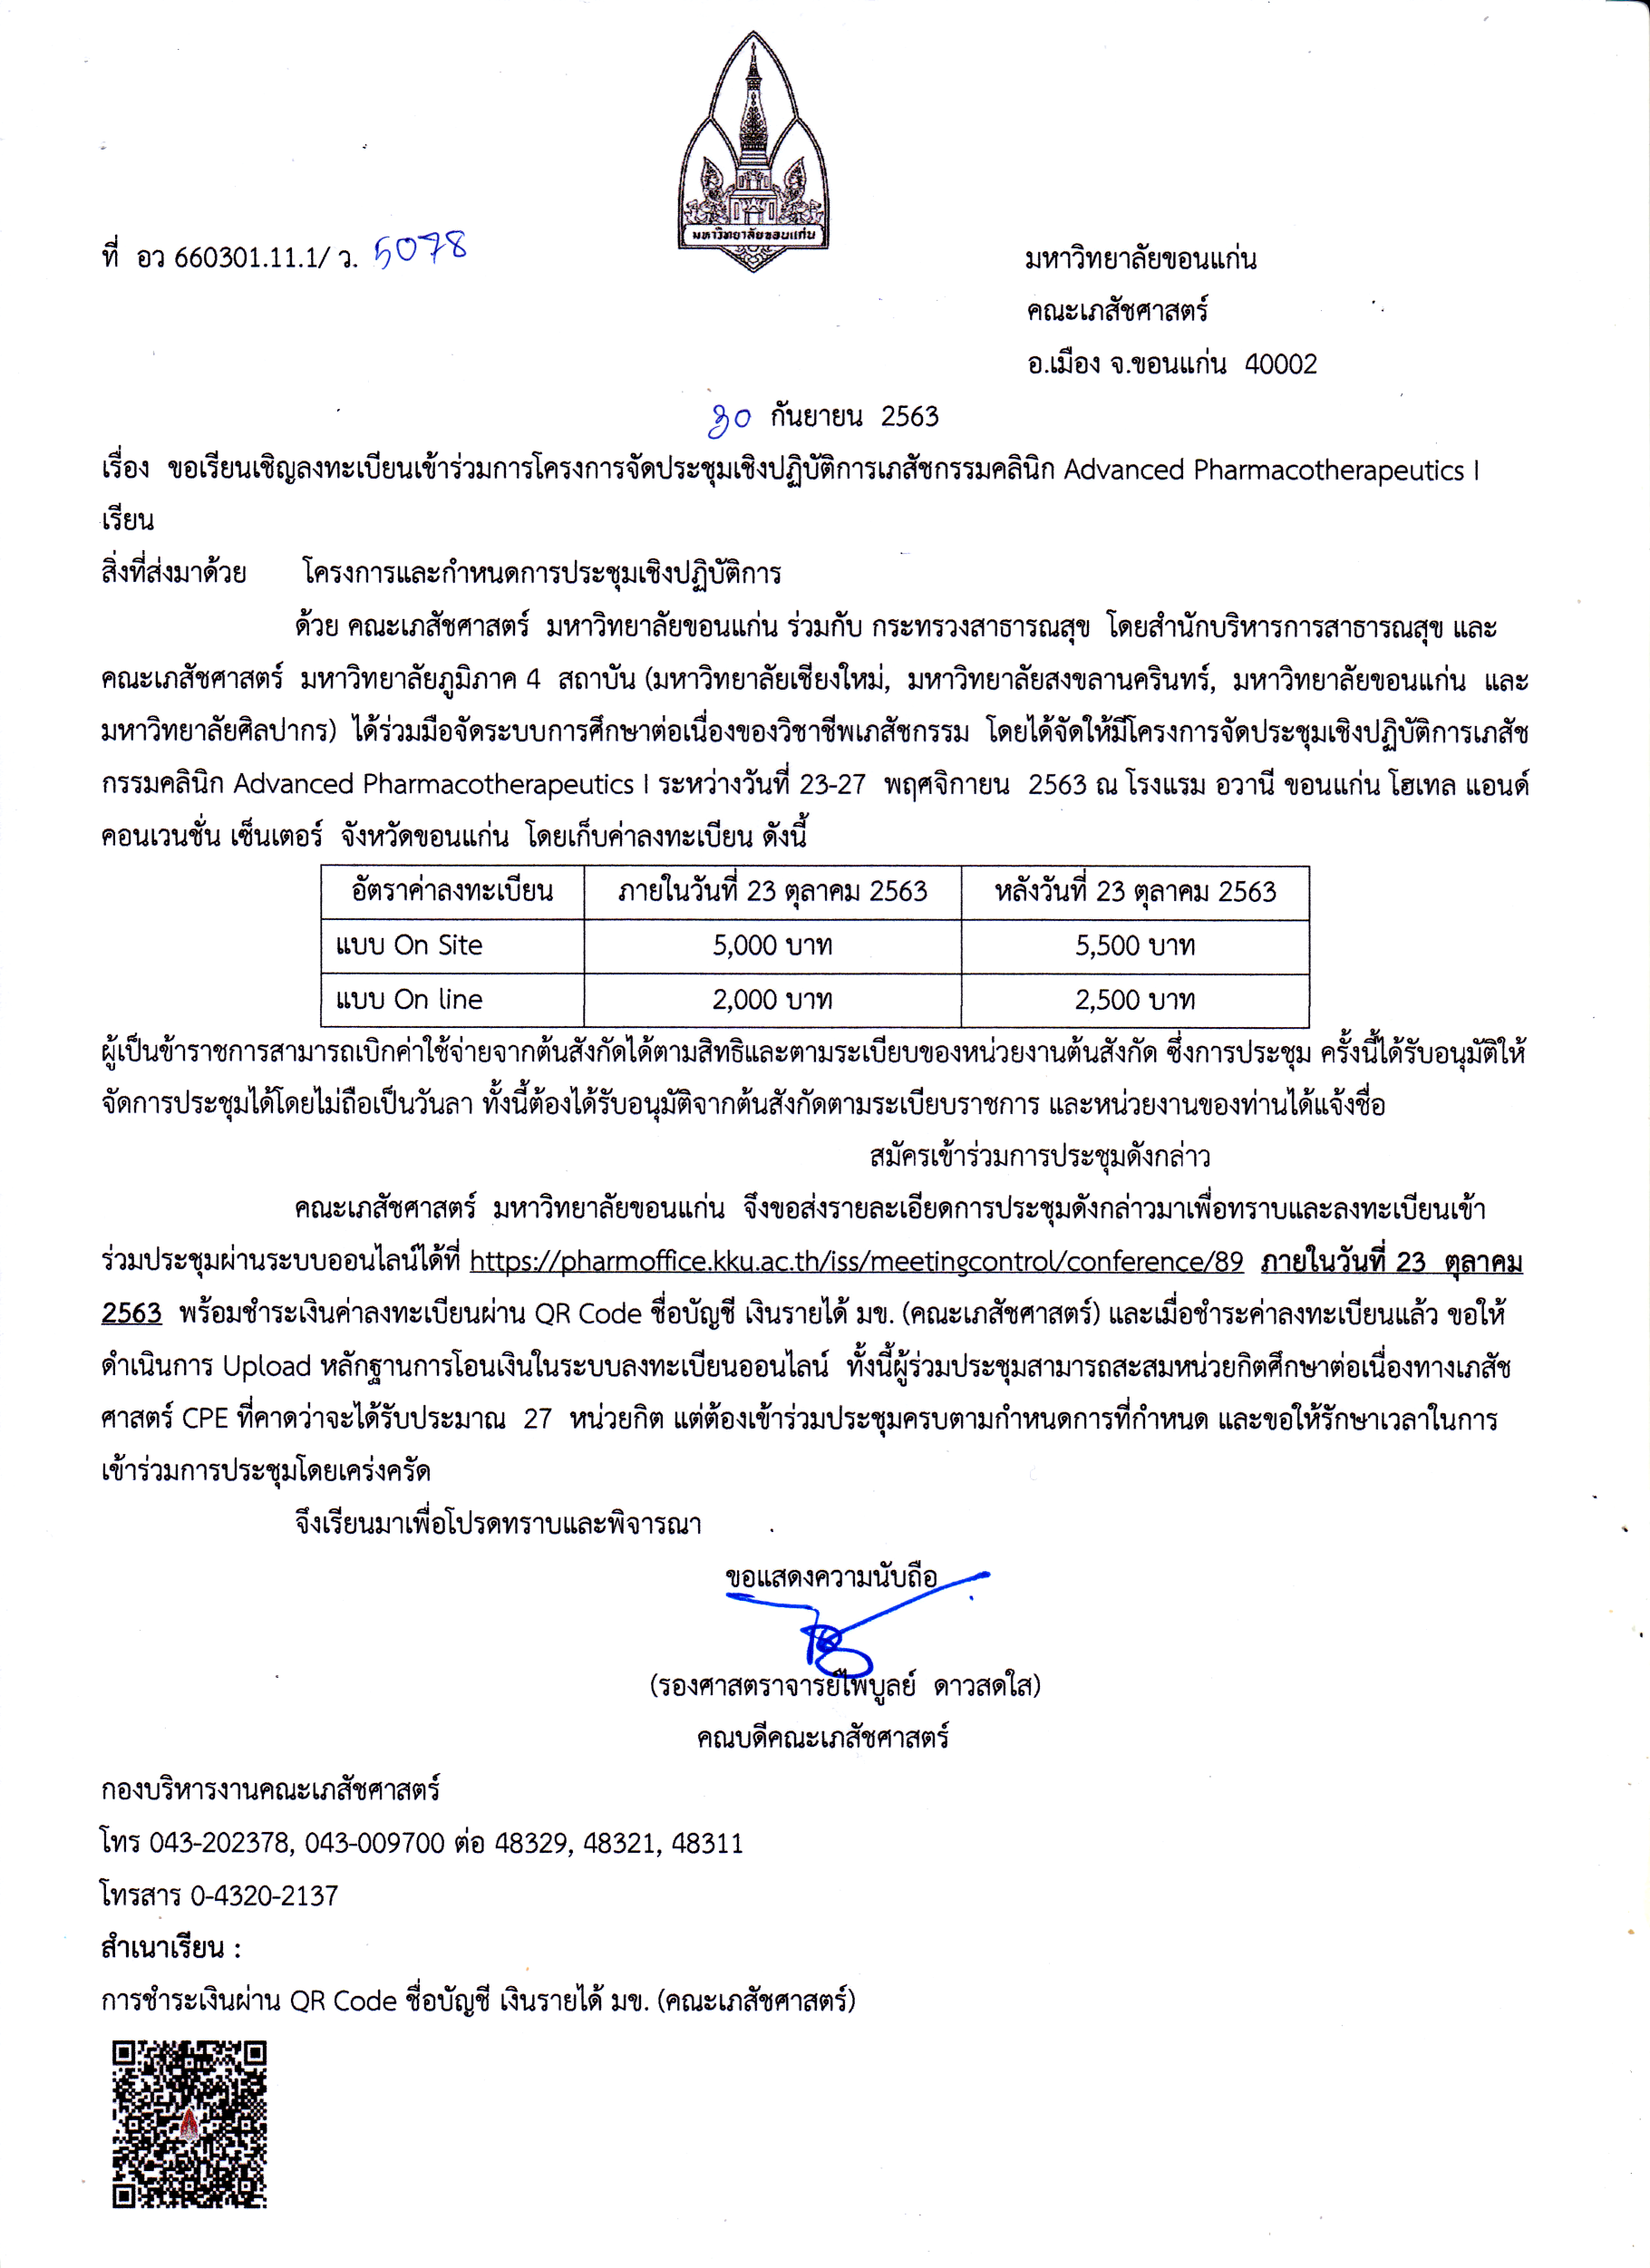 มหาวิทยาลัยขอนแก่น
ที่ อว 660301.11.1/ ว. 5078
มหาวิทยาลัยขอนแก่น
คณะเภสัชศาสตร์
อ.เมือง จ.ขอนแก่น 40002
30 กันยายน 2563
เรื่อง ขอเรียนเชิญลงทะเบียนเข้าร่วมการโครงการจัดประชุมเชิงปฏิบัติการเภสัชกรรมคลินิก Advanced Pharmacotherapeutics I
เรียน
สิ่งที่ส่งมาด้วย โครงการและกำหนดการประชุมเชิงปฏิบัติการ
ด้วย คณะเภสัชศาสตร์ มหาวิทยาลัยขอนแก่น ร่วมกับ กระทรวงสาธารณสุข โดยสำนักบริหารการสาธารณสุข และ
คณะเภสัชศาสตร์ มหาวิทยาลัยภูมิภาค 4 สถาบัน (มหาวิทยาลัยเชียงใหม่, มหาวิทยาลัยสงขลานครินทร์, มหาวิทยาลัยขอนแก่น และ
มหาวิทยาลัยศิลปากร) ได้ร่วมมือจัดระบบการศึกษาต่อเนื่องของวิชาชีพเภสัชกรรม โดยได้จัดให้มีโครงการจัดประชุมเชิงปฏิบัติการเภสัช
กรรมคลินิก Advanced Pharmacotherapeutics I ระหว่างวันที่ 23-27 พฤศจิกายน 2563 ณ โรงแรม อวานี ขอนแก่น โฮเทล แอนด์
คอนเวนชั่น เซ็นเตอร์ จังหวัดขอนแก่น โดยเก็บค่าลงทะเบียน ดังนี้
อัตราค่าลงทะเบียน ภายในวันที่ 23 ตุลาคม 2563 หลังวันที่ 23 ตุลาคม 2563
แบบ On Site 5,000 บาท 5,500 บาท
แบบ On line 2,000 บาท 2,500 บาท
ผู้เป็นข้าราชการสามารถเบิกค่าใช้จ่ายจากต้นสังกัดได้ตามสิทธิและตามระเบียบของหน่วยงานต้นสังกัด ซึ่งการประชุม ครั้งนี้ได้รับอนุมัติให้
จัดการประชุมได้โดยไม่ถือเป็นวันลา ทั้งนี้ต้องได้รับอนุมัติจากต้นสังกัดตามระเบียบราชการ และหน่วยงานของท่านได้แจ้งชื่อ
สมัครเข้าร่วมการประชุมดังกล่าว
คณะเภสัชศาสตร์ มหาวิทยาลัยขอนแก่น จึงขอส่งรายละเอียดการประชุมดังกล่าวมาเพื่อทราบและลงทะเบียนเข้า
ร่วมประชุมผ่านระบบออนไลน์ได้ที่ https://pharmoffice.kku.ac.th/iss/meetingcontrol/conference/89 ภายในวันที่ 23 ตุลาคม
2563 พร้อมชำระเงินค่าลงทะเบียนผ่าน QR Code ชื่อบัญชี เงินรายได้ มข. (คณะเภสัชศาสตร์) และเมื่อชำระค่าลงทะเบียนแล้ว ขอให้
ดำเนินการ Upload หลักฐานการโอนเงินในระบบลงทะเบียนออนไลน์ ทั้งนี้ผู้ร่วมประชุมสามารถสะสมหน่วยกิตศึกษาต่อเนื่องทางเภสัช
ศาสตร์ CPE ที่คาดว่าจะได้รับประมาณ 27 หน่วยกิต แต่ต้องเข้าร่วมประชุมครบตามกำหนดการที่กำหนด และขอให้รักษาเวลาในการ
เข้าร่วมการประชุมโดยเคร่งครัด
จึงเรียนมาเพื่อโปรดทราบและพิจารณา
ขอแสดงความนับถือ
(รองศาสตราจารย์ไพบูลย์ ดาวสดใส)
คณบดีคณะเภสัชศาสตร์
กองบริหารงานคณะเภสัชศาสตร์
โทร 043-202378, 043-009700 ต่อ 48329, 48321, 48311
โทรสาร 0-4320-2137
สำเนาเรียน :
การชำระเงินผ่าน QR Code ชื่อบัญชี เงินรายได้ มข. (คณะเภสัชศาสตร์)